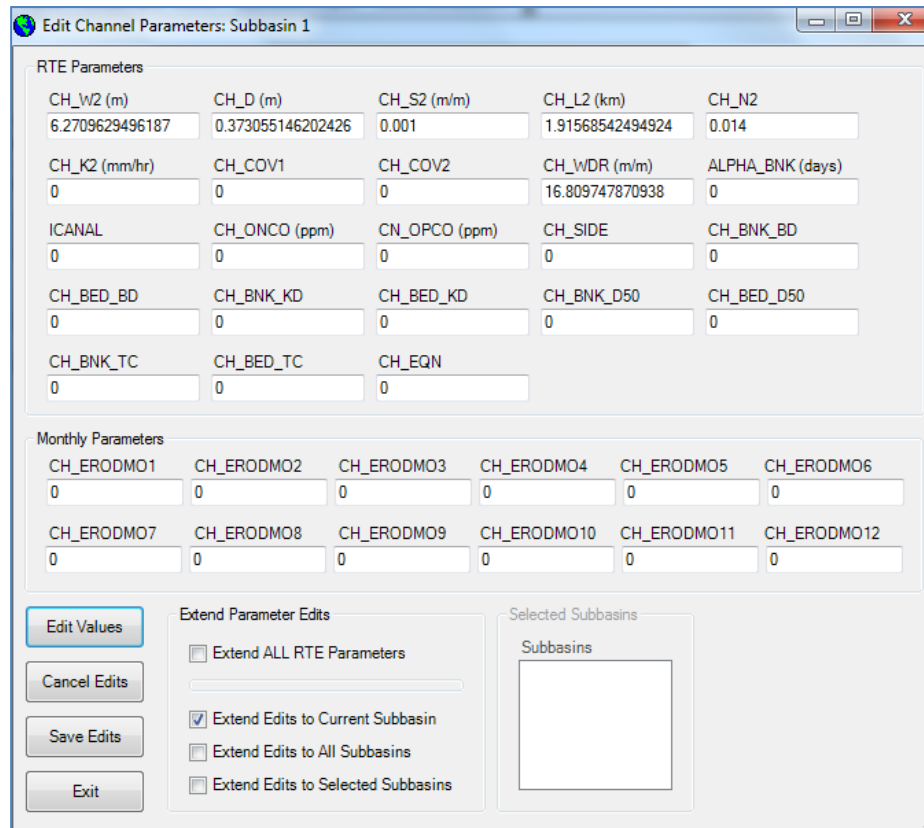 Edit Channel Parameters: Subbasin 1
RTE Parameters
CH_W2 (m) CH_D (m) CH_S2 (m/m) CH_L2 (km) CH_N2
6.2709629496187 0.373055146202426 0.001 1.91568542494924 0.014
CH_K2 (mm/hr) CH_COV1 CH_COV2 CH_WDR (m/m) ALPHA_BNK (days)
0 0 0 16.809747870938 0
ICANAL CH_ONCO (ppm) CN_OPCO (ppm) CH_SIDE CH_BNK_BD
0 0 0 0 0
CH_BED_BD CH_BNK_KD CH_BED_KD CH_BNK_D50 CH_BED_D50
0 0 0 0 0
CH_BNK_TC CH_BED_TC CH_EQN
0 0 0
Monthly Parameters
CH_ERODMO1 CH_ERODMO2 CH_ERODMO3 CH_ERODMO4 CH_ERODMO5 CH_ERODMO6
0 0 0 0 0 0
CH_ERODMO7 CH_ERODMO8 CH_ERODMO9 CH_ERODMO10 CH_ERODMO11 CH_ERODMO12
0 0 0 0 0 0
Edit Values
Cancel Edits
Save Edits
Exit
Extend Parameter Edits
Extend ALL RTE Parameters
Extend Edits to Current Subbasin
Extend Edits to All Subbasins
Extend Edits to Selected Subbasins
Selected Subbasins
Subbasins